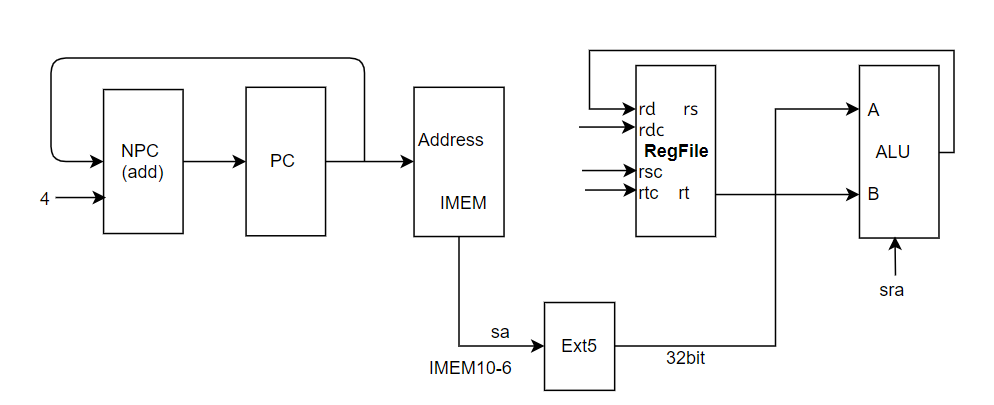 NPC
(add)
4
PC
Address
IMEM
rd rs
rdc
RegFile
rsc
rtc rt
A
ALU
B
sra
sa
IMEM10-6
Ext5
32bit